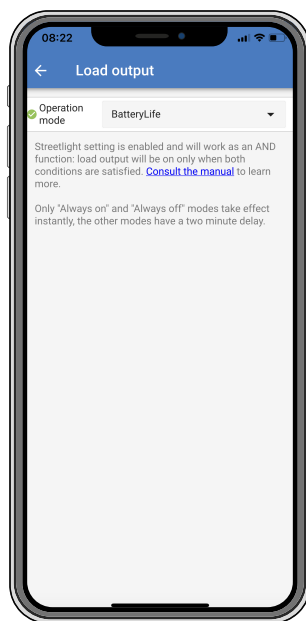 08:22
Load output
Operation
mode
BatteryLife
Streetlight setting is enabled and will work as an AND
function: load output will be on only when both
conditions are satisfied. Consult the manual to learn
more.
Only "Always on" and "Always off" modes take effect
instantly, the other modes have a two minute delay.